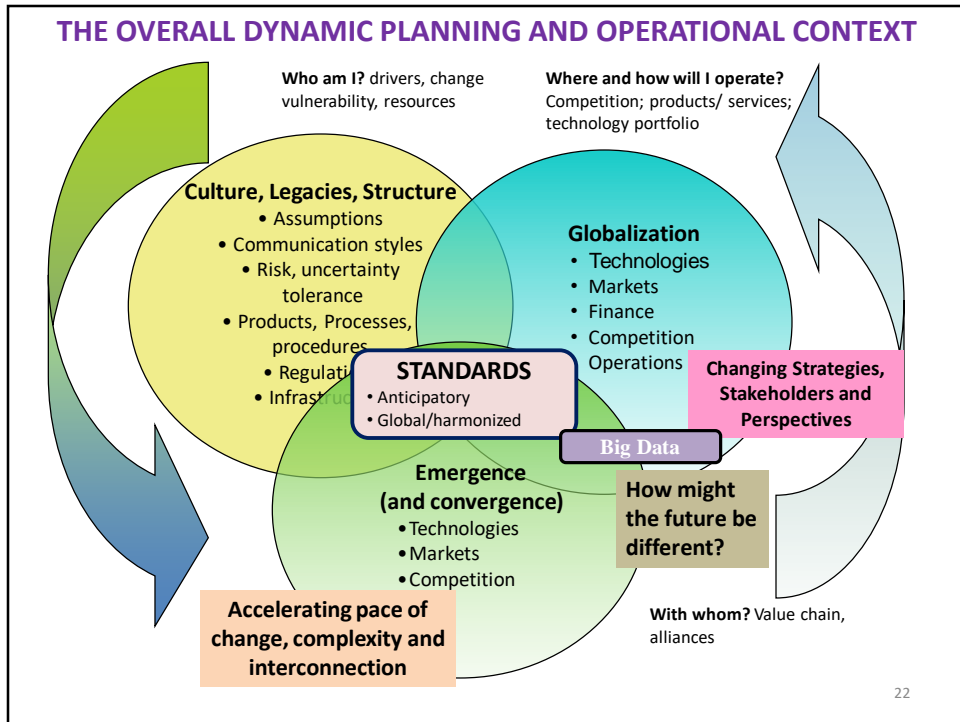 THE OVERALL DYNAMIC PLANNING AND OPERATIONAL CONTEXT
Who am I? drivers, change
vulnerability, resources
Where and how will I operate?
Competition; products/ services;
technology portfolio
Culture, Legacies, Structure
• Assumptions
• Communication styles
• Risk, uncertainty
tolerance
• Products, Processes,
procedures
•
• Infrastruc
Globalization
• Technologies
• Markets
• Finance
• Competition
Operations
STANDARDS
• Anticipatory
• Global/harmonized
Changing Strategies,
Stakeholders and
Perspectives
Big Data
Emergence
(and convergence)
•Technologies
•Markets
•Competition
How might
the future be
different?
Accelerating pace of
change, complexity and
interconnection
With whom? Value chain,
alliances
22